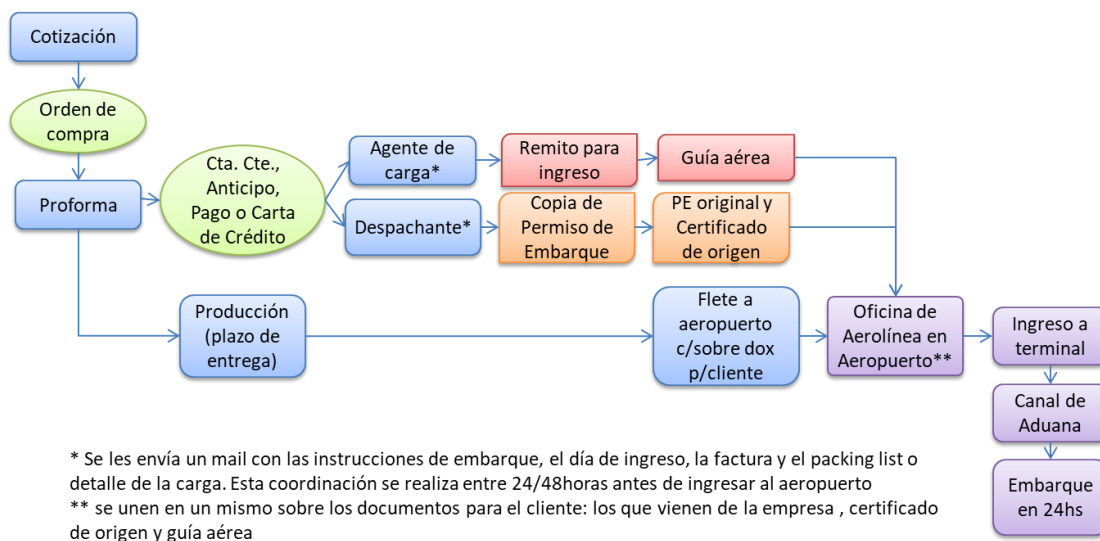 Cotización
Orden de
compra
Proforma
Cta. Cte.,
Anticipo,
Pago o Carta
de Crédito
Agente de
carga*
Remito para
ingreso
Guía aérea
Despachante*
Copia de
Permiso de
Embarque
PE original y
Certificado
de origen
Producción
(plazo de
entrega)
Flete a
aeropuerto
c/sobre dox
p/cliente
Oficina de
Aerolínea en
Aeropuerto**
Ingreso a
terminal
Canal de
Aduana
Embarque
en 24hs
* Se les envía un mail con las instrucciones de embarque, el día de ingreso, la factura y el packing list o
detalle de la carga. Esta coordinación se realiza entre 24/48horas antes de ingresar al aeropuerto
** se unen en un mismo sobre los documentos para el cliente: los que vienen de la empresa , certificado
de origen y guía aérea